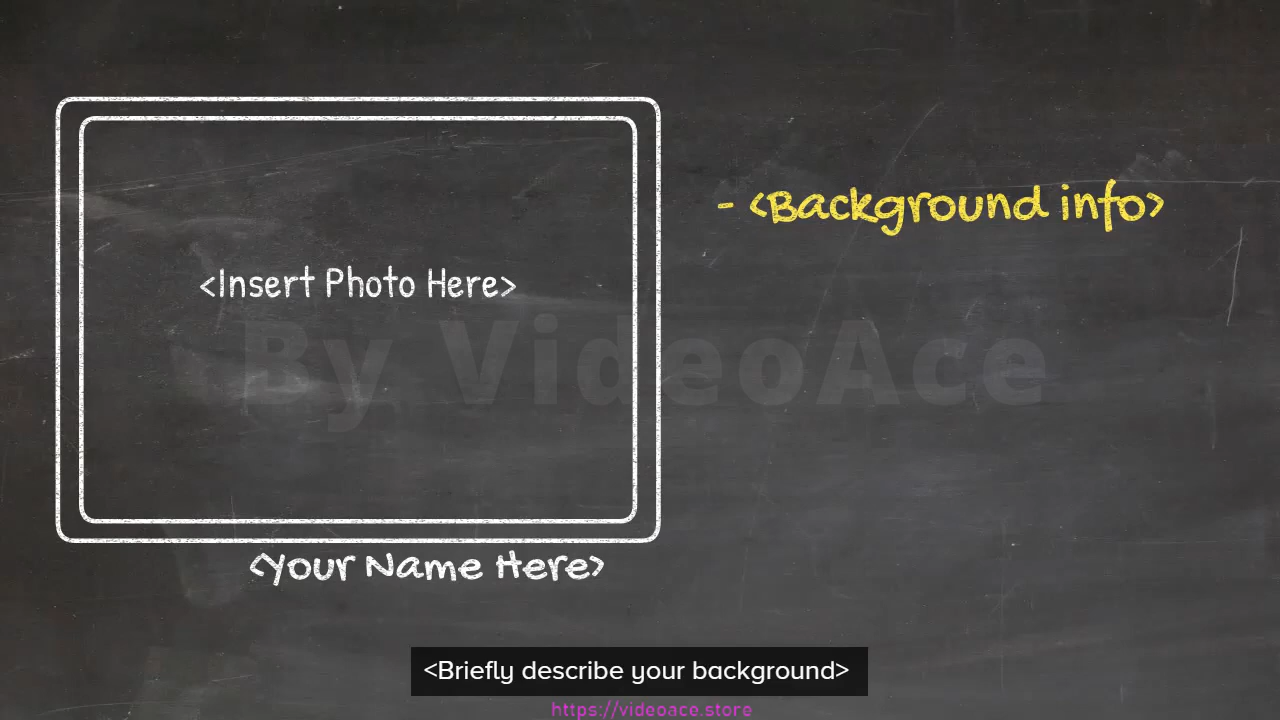 - <Background info>
<Insert Photo Here>
By VideoAce
<Your Name Here>
<Briefly describe your background>
https://videoace.store